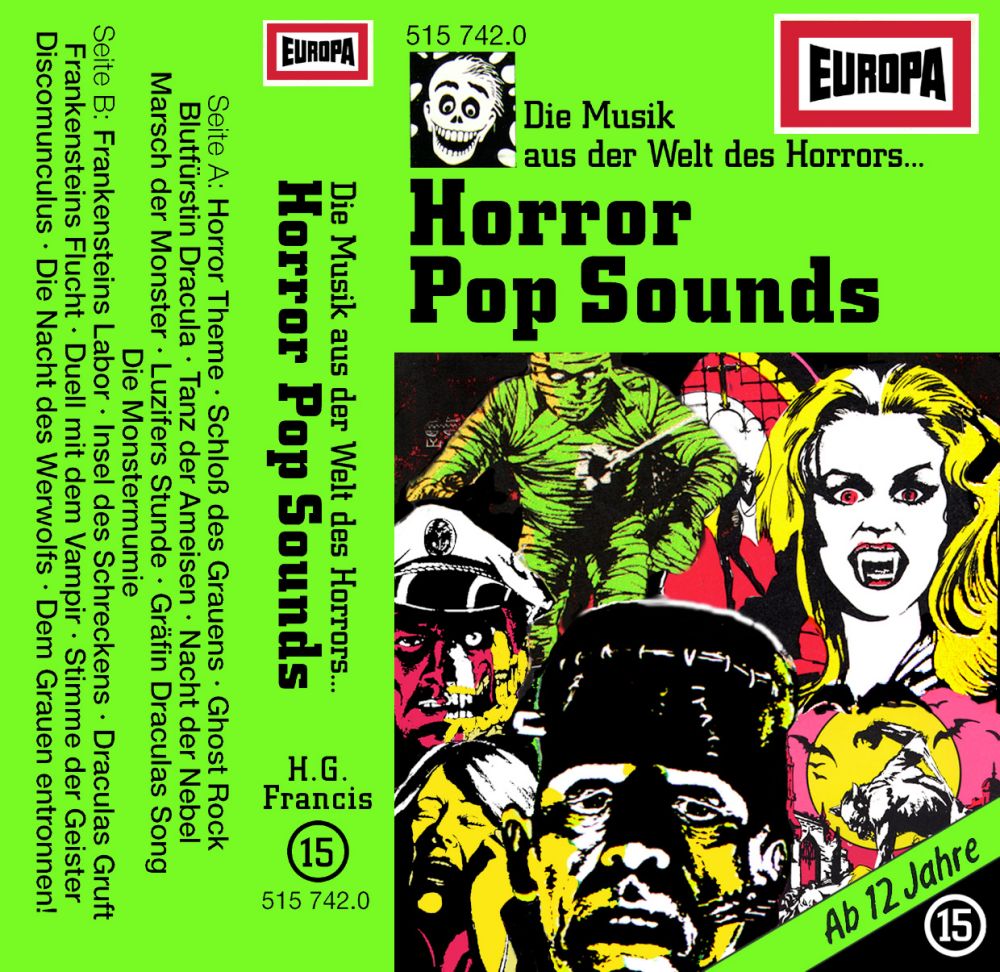 Seite A: Horror Theme · Schloß des Grauens · Ghost Rock
Blutfürstin Dracula · Tanz der Ameisen · Nacht der Nebel
Marsch der Monster · Luzifers Stunde · Gräfin Draculas Song
Die Monstermumie
Seite B: Frankensteins Labor · Insel des Schreckens · Draculas Gruft
Frankensteins Flucht · Duell mit dem Vampir · Stimme der Geister
Discomunculus · Die Nacht des Werwolfs · Dem Grauen entronnen!
EUROPA
Die Musik aus der Welt des Horrors...
Horror Pop Sounds
H.G.
Francis
15
515 742.0
515 742.0
EUROPA
Die Musik
aus der Welt des Horrors...
Horror
Pop Sounds
Ab 12 Jahre
15